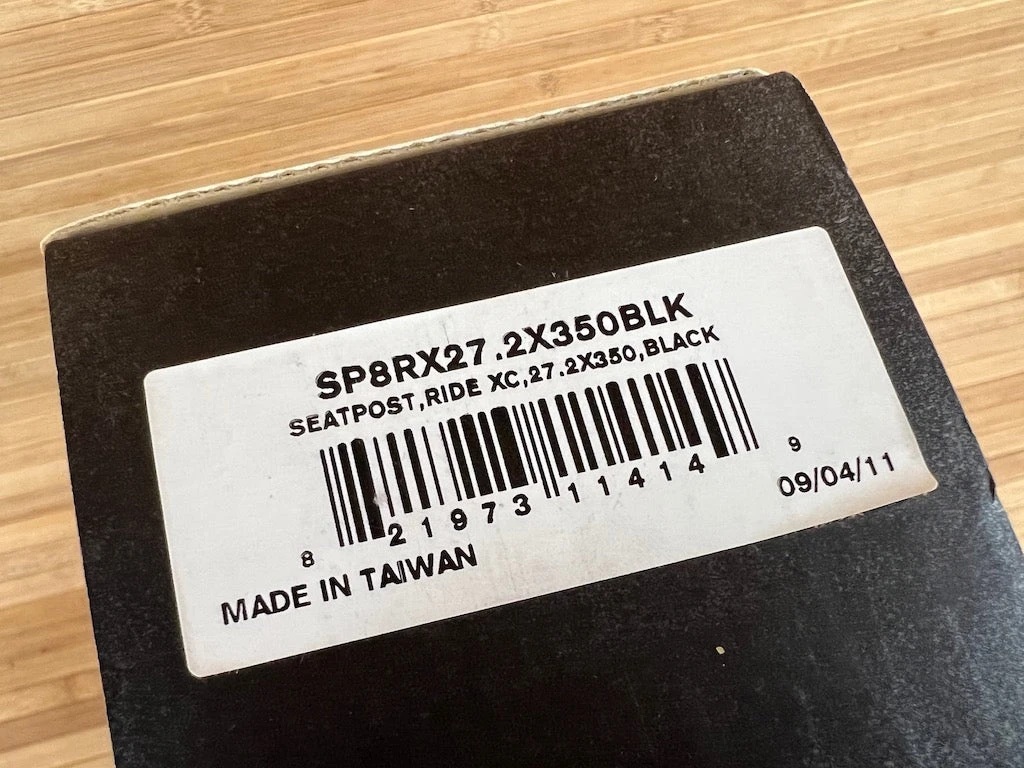 SP8RX27.2X350BLK
SEATPOST,RIDE XC,27.2X350,BLACK
8 21973 11414 9
09/04/11
MADE IN TAIWAN